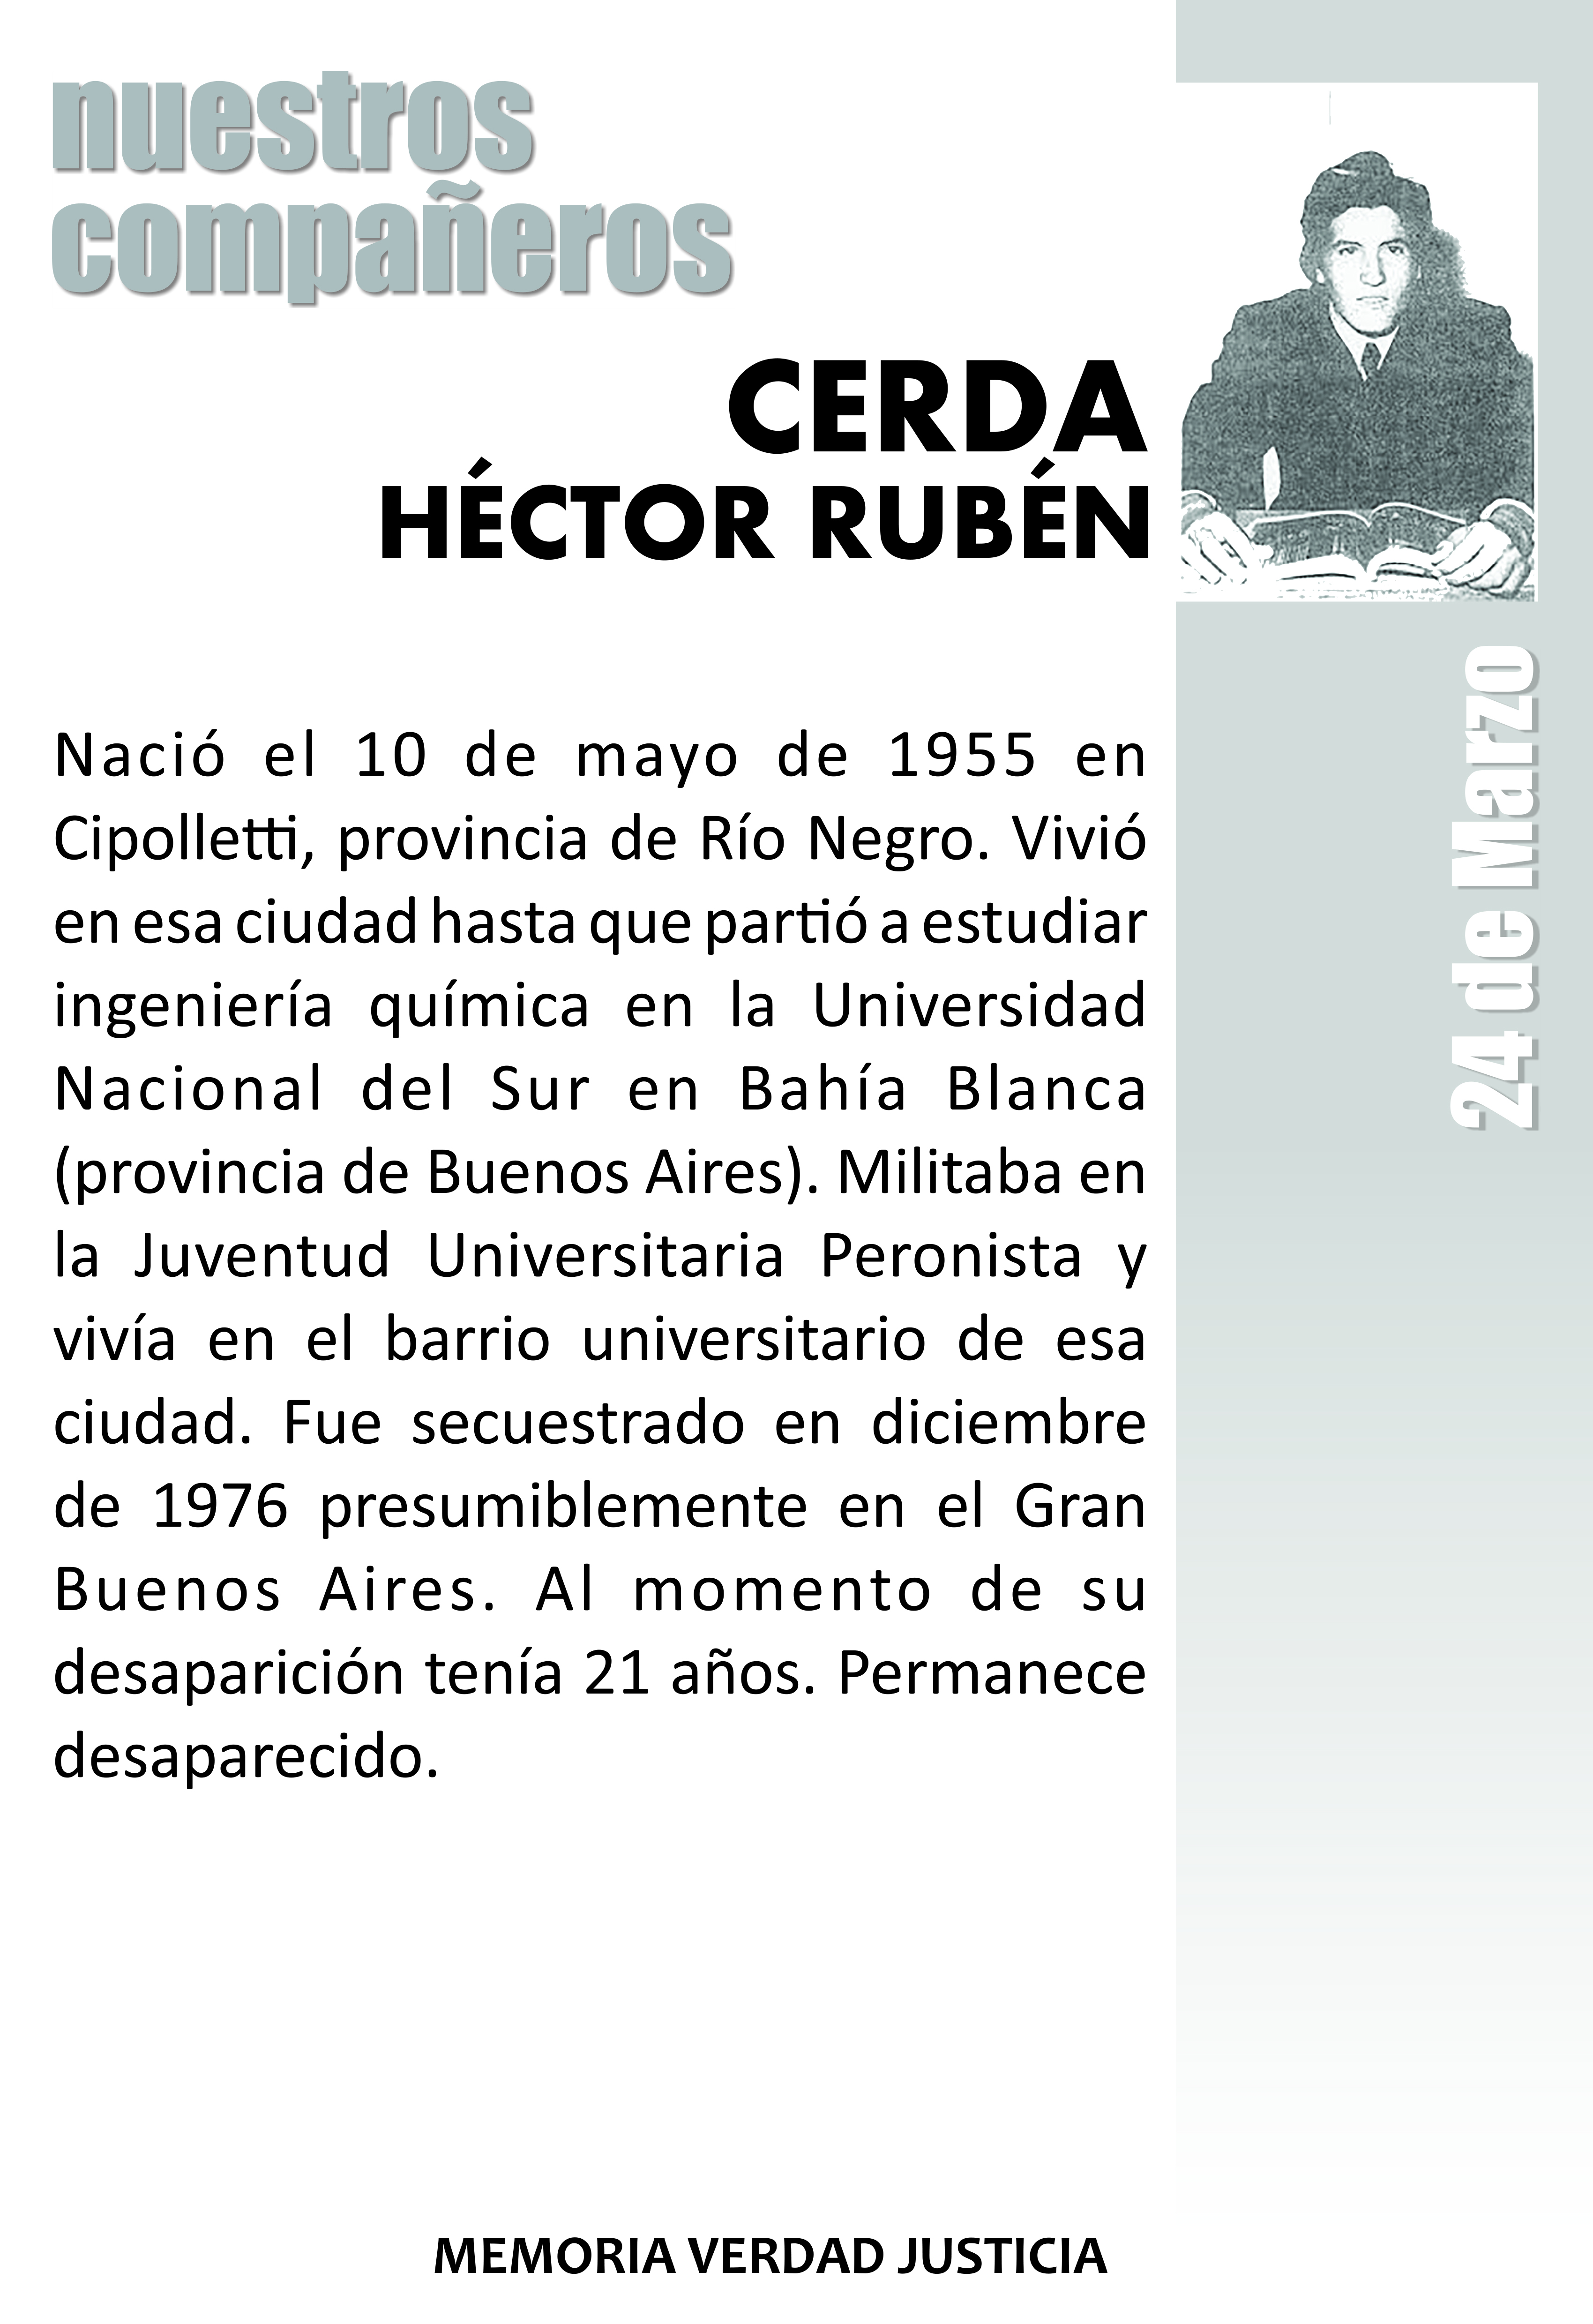 nuestros
compañeros
CERDA
HÉCTOR RUBÉN
Nació el 10 de mayo de 1955 en
Cipolletti, provincia de Río Negro. Vivió
en esa ciudad hasta que partió a estudiar
ingeniería química en la Universidad
Nacional del Sur en Bahía Blanca
(provincia de Buenos Aires). Militaba en
la Juventud Universitaria Peronista y
vivía en el barrio universitario de esa
ciudad. Fue secuestrado en diciembre
de 1976 presumiblemente en el Gran
Buenos Aires. Al momento de su
desaparición tenía 21 años. Permanece
desaparecido.
24 de Marzo
MEMORIA VERDAD JUSTICIA